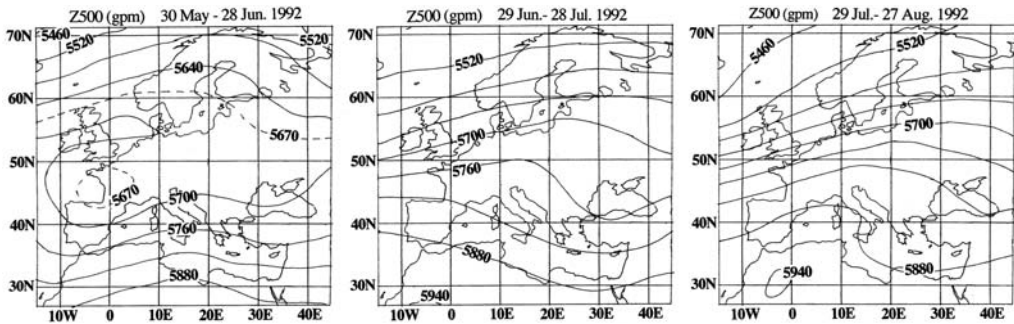 Z500 (gpm) 30 May - 28 Jun. 1992
70N
60N
50N
40N
30N
10W 0 10E 20E 30E 40E
5460
5520
5520
5640
5670
5670
5700
5760
5880
Z500 (gpm) 29 Jun.- 28 Jul. 1992
70N
60N
50N
40N
30N
10W 0 10E 20E 30E 40E
5520
5700
5760
5880
5940
Z500 (gpm) 29 Jul.- 27 Aug. 1992
70N
60N
50N
40N
30N
10W 0 10E 20E 30E 40E
5460
5520
5700
5880
5940